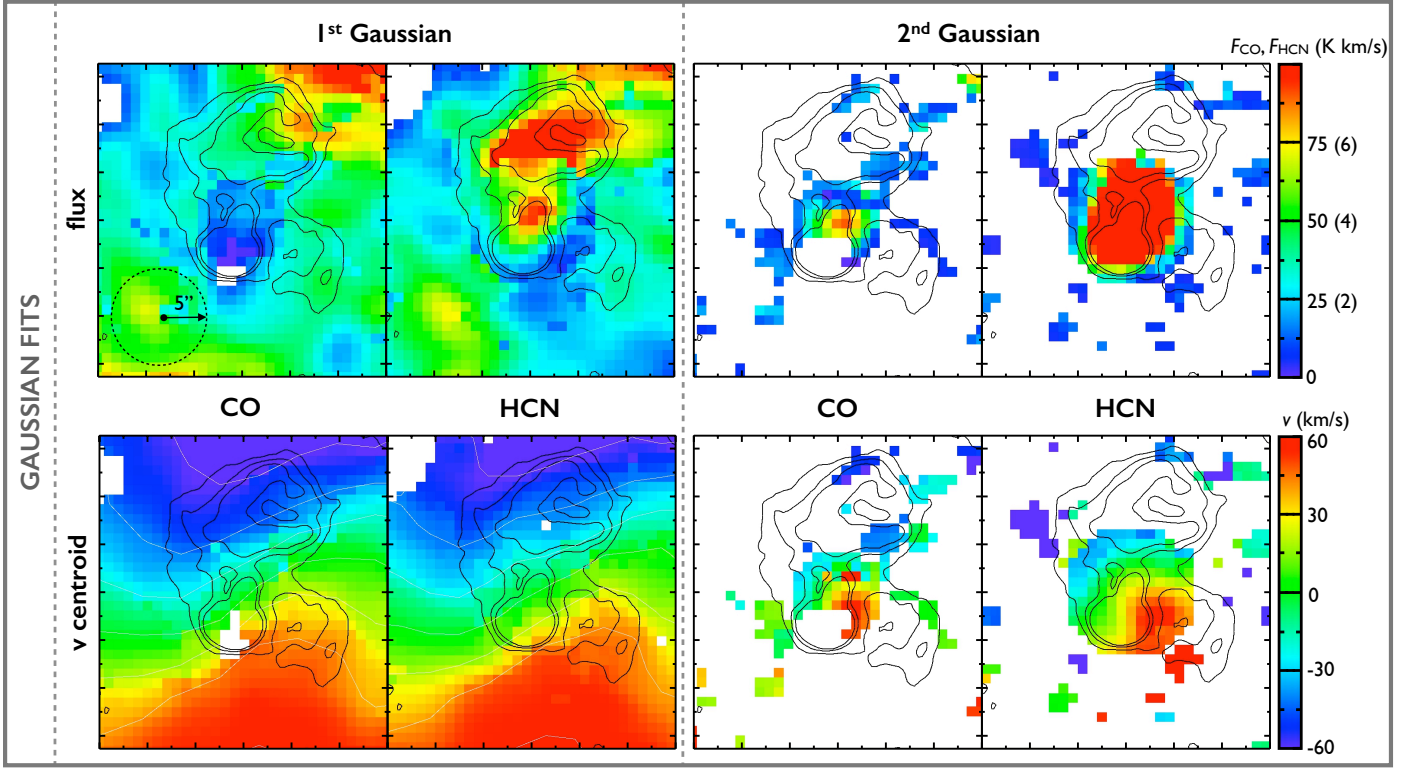 1st Gaussian
2nd Gaussian
FCO, FHCN (K km/s)
GAUSSIAN FITS
flux
5”
75 (6)
50 (4)
25 (2)
0
CO
HCN
CO
HCN
v (km/s)
v centroid
60
30
0
-30
-60